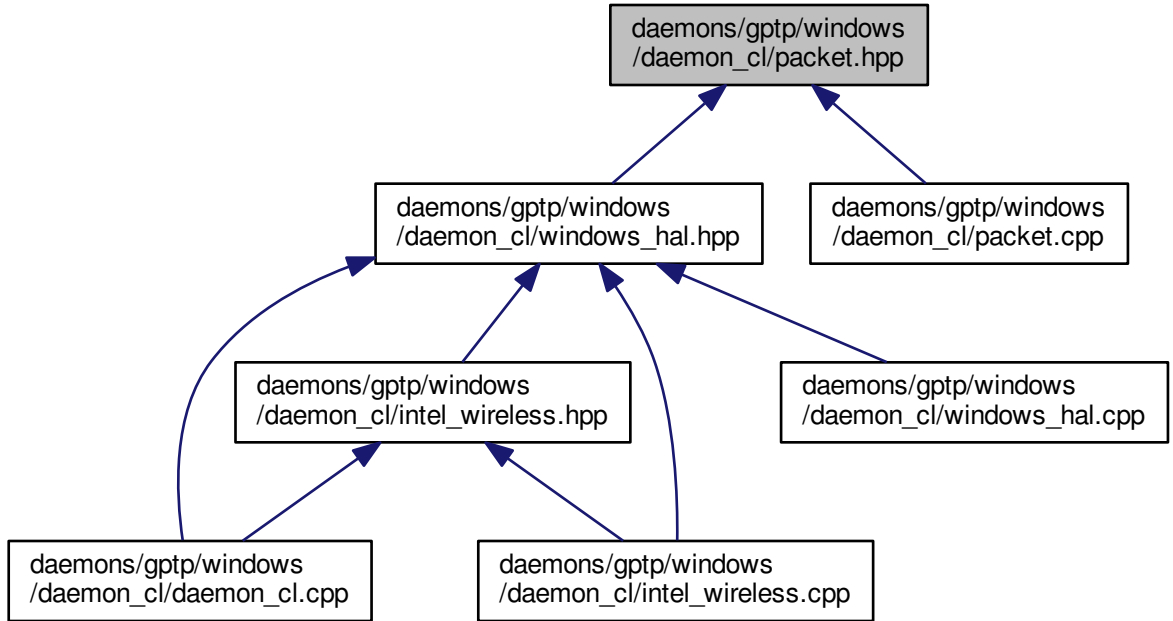 daemons/gptp/windows
/daemon_cl/packet.hpp
daemons/gptp/windows
/daemon_cl/windows_hal.hpp
daemons/gptp/windows
/daemon_cl/packet.cpp
daemons/gptp/windows
/daemon_cl/intel_wireless.hpp
daemons/gptp/windows
/daemon_cl/windows_hal.cpp
daemons/gptp/windows
/daemon_cl/daemon_cl.cpp
daemons/gptp/windows
/daemon_cl/intel_wireless.cpp